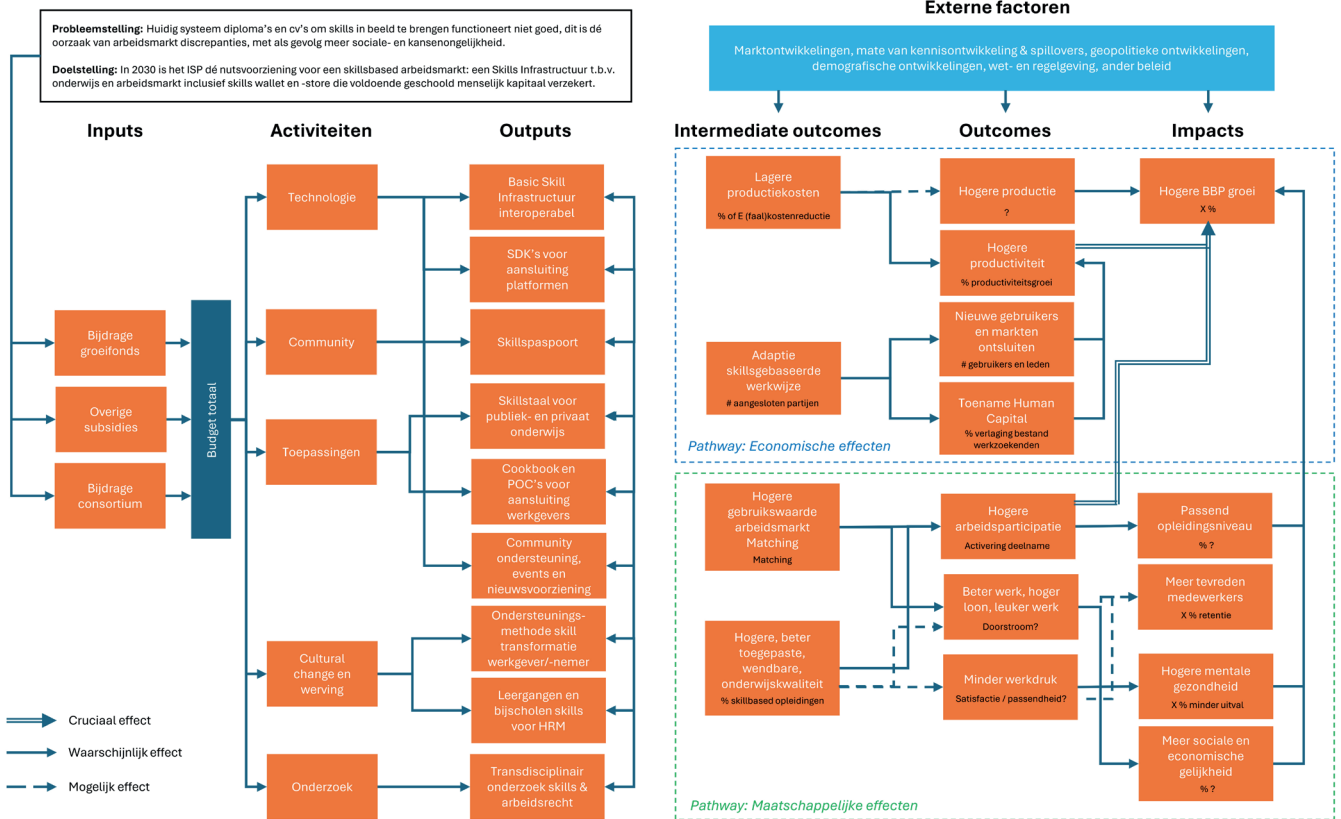 Probleemstelling: Huidig systeem diploma's en cv's om skills in beeld te brengen functioneert niet goed, dit is dé
oorzaak van arbeidsmarkt discrepanties, met als gevolg meer sociale- en kansenongelijkheid.
Doelstelling: In 2030 is het ISP dé nutsvoorziening voor een skillsbased arbeidsmarkt: een Skills Infrastructuur t.b.v.
onderwijs en arbeidsmarkt inclusief skills wallet en -store die voldoende geschoold menselijk kapitaal verzekert.
Externe factoren
Marktontwikkelingen, mate van kennisontwikkeling & spillovers, geopolitieke ontwikkelingen,
demografische ontwikkelingen, wet- en regelgeving, ander beleid
Inputs
Activiteiten
Outputs
Intermediate outcomes
Outcomes
Impacts
Bijdrage
groeifonds
Overige
subsidies
Bijdrage
consortium
Budget totaal
Technologie
Community
Toepassingen
Cultural
change en
werving
Onderzoek
Basic Skill
Infrastructuur
interoperabel
SDK's voor
aansluiting
platformen
Skillspaspoort
Skillstaal voor
publiek- en privaat
onderwijs
Cookbook en
POC's voor
aansluiting
werkgevers
Community
ondersteuning,
events en
nieuwsvoorziening
Ondersteunings-
methode skill
transformatie
werkgever/-nemer
Leergangen en
bijscholen skills
voor HRM
Transdisciplinair
onderzoek skills &
arbeidsrecht
Cruciaal effect
Waarschijnlijk effect
Mogelijk effect
Lagere
productiekosten
% of E (faal)kostenreductie
Adaptie
skillsgebaseerde
werkwijze
# aangesloten partijen
Hogere productie
?
Hogere
productiviteit
% productiviteitsgroei
Nieuwe gebruikers
en markten
ontsluiten
# gebruikers en leden
Toename Human
Capital
% verlaging bestand
werkzoekenden
Hogere BBP groei
X %
Pathway: Economische effecten
Hogere
gebruikswaarde
arbeidsmarkt
Matching
Matching
Hogere, beter
toegepaste,
wendbare,
onderwijskwaliteit
% skillbased opleidingen
Hogere
arbeidsparticipatie
Activering deelname
Beter werk, hoger
loon, leuker werk
Doorstroom?
Minder werkdruk
Satisfactie / passendheid?
Passend
opleidingsniveau
% ?
Meer tevreden
medewerkers
X % retentie
Hogere mentale
gezondheid
X % minder uitval
Meer sociale en
economische
gelijkheid
% ?
Pathway: Maatschappelijke effecten